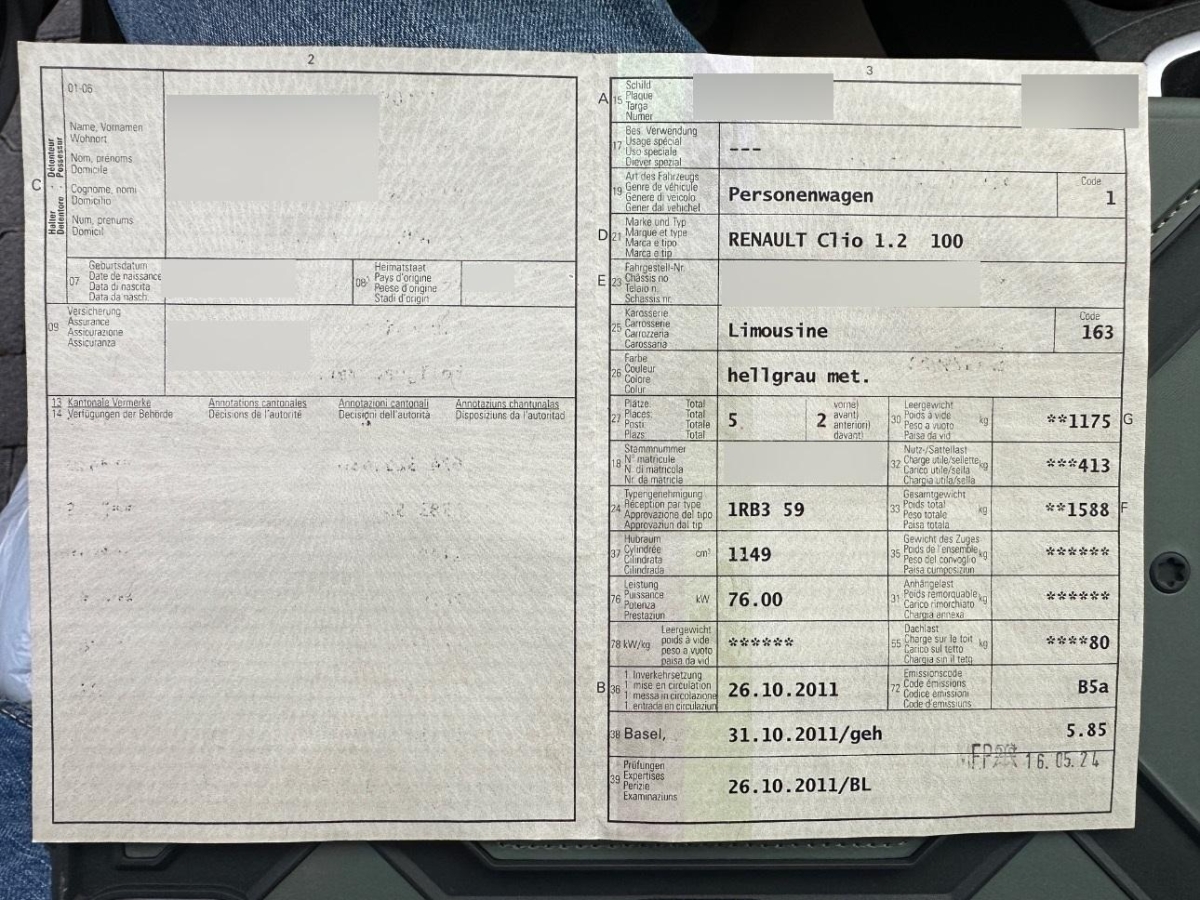 2
01-06
Name, Vornamen
Wohnort
Nom, prénoms
Domicile
Cognome, nomi
Domicilio
Num, prenums
Domicil
C
Halter Détenteur
Detentore Possessur
07
Geburtsdatum
Date de naissance
Data di nascita
Data da nasch.
08
Heimatstaat
Pays d'origine
Paese d'origine
Stadi d'origin
09
Versicherung
Assurance
Assicurazione
Assicuranza
13 Kantonale Vermerke Annotations cantonales Annotazioni cantonali Annotaziuns chantunalas
14 Verfügungen der Behörde Décisions de l'autorité Decisioni dell'autorità Disposiziuns da l'autoritad
3
A 15
Schild
Plaque
Targa
Numer
17
Bes. Verwendung
Usage spécial
Uso speciale
Diever spezial
---
19
Art des Fahrzeugs
Genre de véhicule
Genere di veicolo
Gener dal vehichel
Personenwagen
Code
1
D 21
Marke und Typ
Marque et type
Marca e tipo
Marca e tip
RENAULT Clio 1.2 100
E 23
Fahrgestell-Nr.
Châssis no
Telaio n.
Schassis nr.
25
Karosserie
Carrosserie
Carrozzeria
Carossaria
Limousine
Code
163
26
Farbe
Couleur
Colore
Colur
hellgrau met.
27
Plätze Total
Places: Total
Posti Totale
Plazs Total
5
2
vorne)
avant)
anteriori)
davant)
30
Leergewicht
Poids à vide
Peso a vuoto
Paisa da vid
kg
**1175
G
18
Stammnummer
N° matricule
N. di matricola
Nr. da matricla
32
Nutz-/Sattellast
Charge utile/sellette
Carico utile/sella
Chargia utila/sella
kg
***413
24
Typengenehmigung
Réception par type
Approvazione del tipo
Approvaziun dal tip
1RB3 59
33
Gesamtgewicht
Poids total
Peso totale
Paisa totala
kg
**1588
F
37
Hubraum
Cylindrée
Cilindrata
Cilindrada
cm³
1149
35
Gewicht des Zuges
Poids de l'ensemble
Peso del convoglio
Paisa cumposiziun
kg
******
76
Leistung
Puissance
Potenza
Prestaziun
kW
76.00
31
Anhängelast
Poids remorquable
Carico rimorchiato
Chargia annexa
kg
******
78 kW/kg
Leergewicht
poids à vide
peso a vuoto
paisa da vid
******
55
Dachlast
Charge sur le toit
Carico sul tetto
Chargia sin il tetg
kg
****80
B 36
1. Inverkehrsetzung
1 mise en circulation
1 messa in circolazione
1 entrada en circulaziun
26.10.2011
72
Emissionscode
Code émissions
Codice emissioni
Code d'emissiuns
B5a
38 Basel, 31.10.2011/geh 5.85
39
Prüfungen
Expertises
Perizie
Examinaziuns
26.10.2011/BL
16.05.24